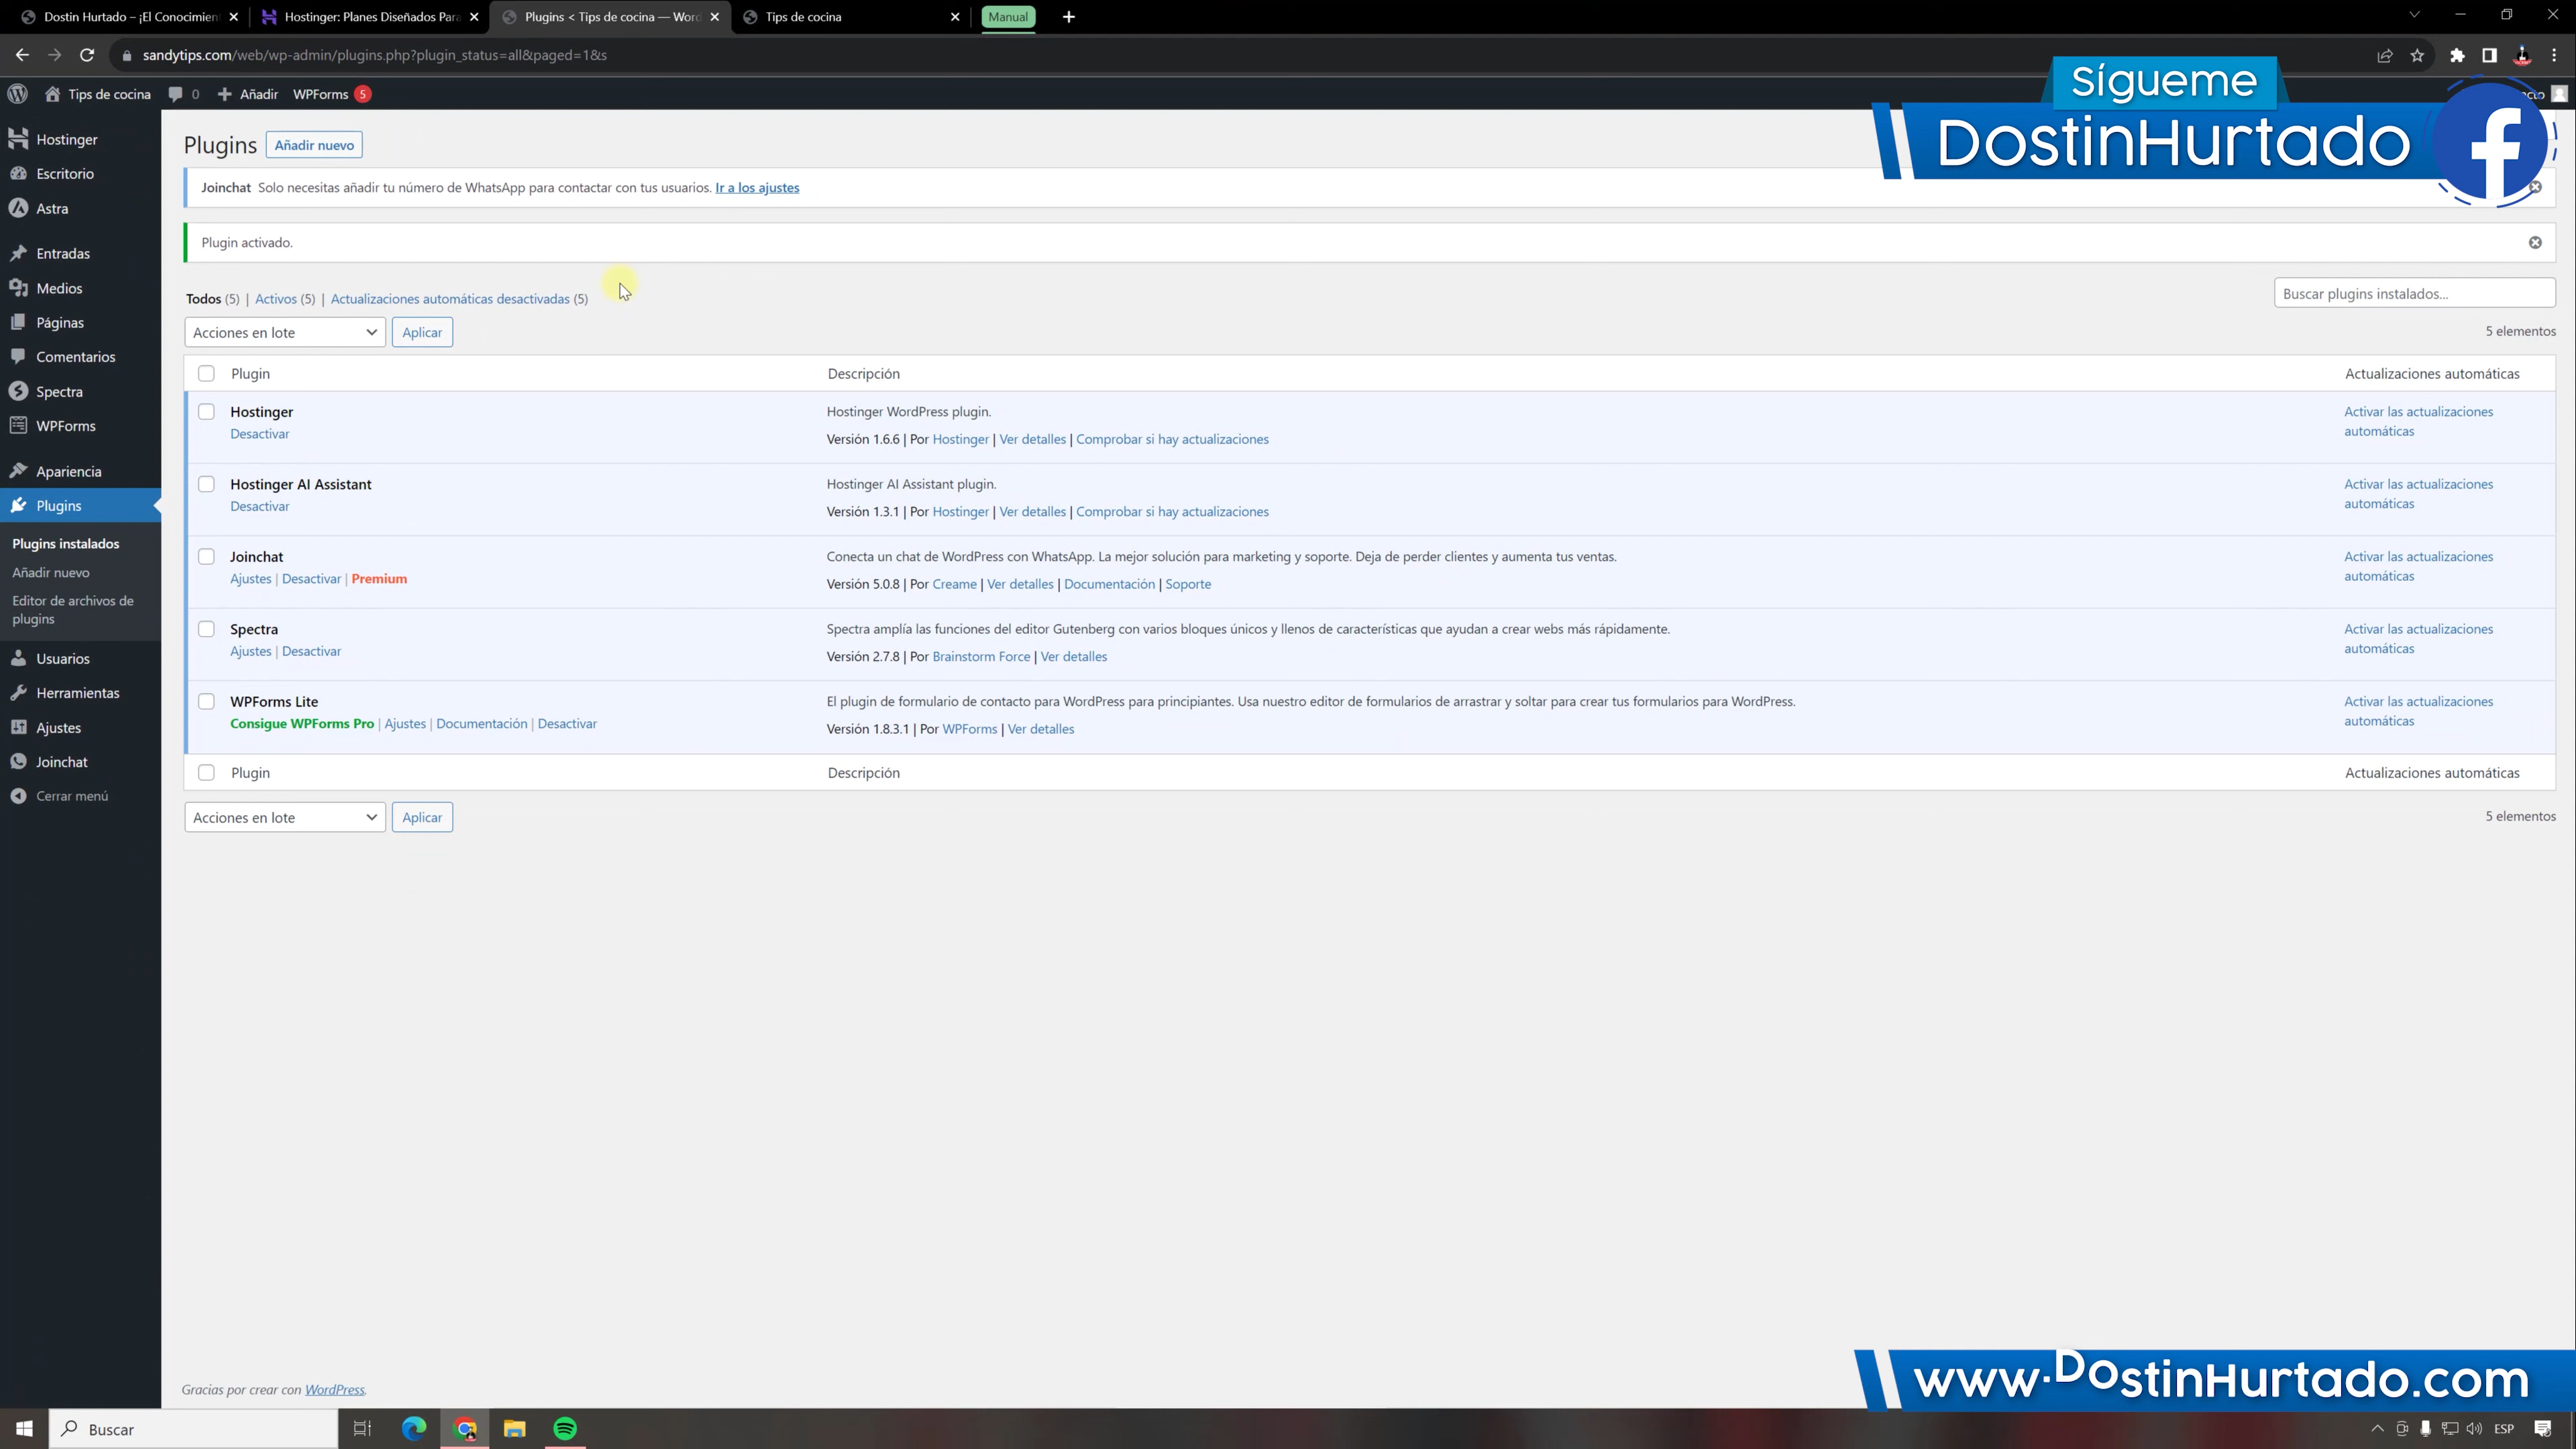 Dostin Hurtado – ¡El Conocimien
Hostinger: Planes Diseñados Para
Plugins < Tips de cocina — Word
Tips de cocina
Manual
sandytips.com/web/wp-admin/plugins.php?plugin_status=all&paged=1&s
Sígueme
DostinHurtado
Tips de cocina
0
Añadir
WPForms 5
Hostinger
Escritorio
Astra
Entradas
Medios
Páginas
Comentarios
Spectra
WPForms
Apariencia
Plugins
Plugins instalados
Añadir nuevo
Editor de archivos de
plugins
Usuarios
Herramientas
Ajustes
Joinchat
Cerrar menú
Plugins Añadir nuevo
Joinchat Solo necesitas añadir tu número de WhatsApp para contactar con tus usuarios. Ir a los ajustes
Plugin activado.
Todos (5) | Activos (5) | Actualizaciones automáticas desactivadas (5)
Buscar plugins instalados...
Acciones en lote Aplicar
5 elementos
Plugin Descripción Actualizaciones automáticas
Hostinger
Desactivar
Hostinger WordPress plugin.
Versión 1.6.6 | Por Hostinger | Ver detalles | Comprobar si hay actualizaciones
Activar las actualizaciones
automáticas
Hostinger AI Assistant
Desactivar
Hostinger AI Assistant plugin.
Versión 1.3.1 | Por Hostinger | Ver detalles | Comprobar si hay actualizaciones
Activar las actualizaciones
automáticas
Joinchat
Ajustes | Desactivar | Premium
Conecta un chat de WordPress con WhatsApp. La mejor solución para marketing y soporte. Deja de perder clientes y aumenta tus ventas.
Versión 5.0.8 | Por Creame | Ver detalles | Documentación | Soporte
Activar las actualizaciones
automáticas
Spectra
Ajustes | Desactivar
Spectra amplía las funciones del editor Gutenberg con varios bloques únicos y llenos de características que ayudan a crear webs más rápidamente.
Versión 2.7.8 | Por Brainstorm Force | Ver detalles
Activar las actualizaciones
automáticas
WPForms Lite
Consigue WPForms Pro | Ajustes | Documentación | Desactivar
El plugin de formulario de contacto para WordPress para principiantes. Usa nuestro editor de formularios de arrastrar y soltar para crear tus formularios para WordPress.
Versión 1.8.3.1 | Por WPForms | Ver detalles
Activar las actualizaciones
automáticas
Plugin Descripción Actualizaciones automáticas
Acciones en lote Aplicar
5 elementos
Gracias por crear con WordPress.
www.DostinHurtado.com
Buscar
ESP